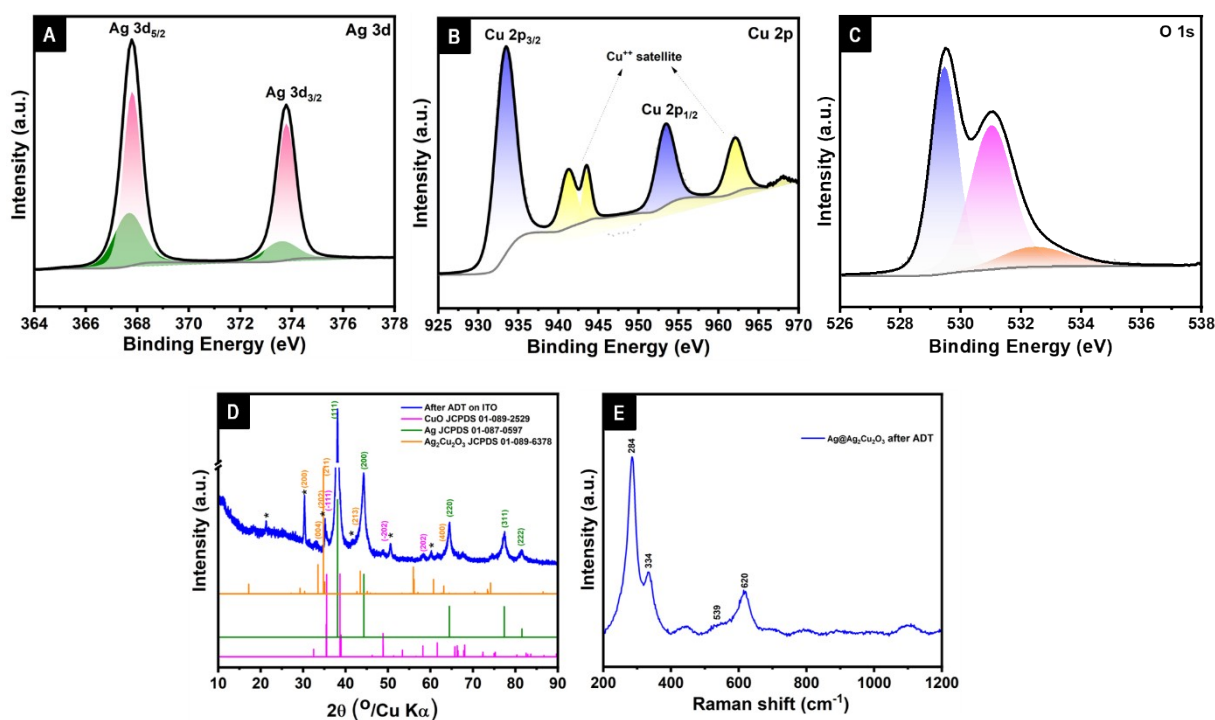 A
Ag 3d5/2
Ag 3d
Ag 3d3/2
Intensity (a.u.)
364 366 368 370 372 374 376 378
Binding Energy (eV)
B
Cu 2p3/2
Cu 2p
Cu++ satellite
Cu 2p1/2
Intensity (a.u.)
925 930 935 940 945 950 955 960 965 970
Binding Energy (eV)
C
O 1s
Intensity (a.u.)
526 528 530 532 534 536 538
Binding Energy (eV)
D
After ADT on ITO
CuO JCPDS 01-089-2529
Ag JCPDS 01-087-0597
Ag2Cu2O3 JCPDS 01-089-6378
* (200) (004) * (202) (211) (-111) (111) * (213) (200) (-202) * (202) * (400) (220) (311) (222)
*
Intensity (a.u.)
10 20 30 40 50 60 70 80 90
2θ (O/Cu Kα)
E
Ag@Ag2Cu2O3 after ADT
284
334
539
620
Intensity (a.u.)
200 400 600 800 1000 1200
Raman shift (cm-1)